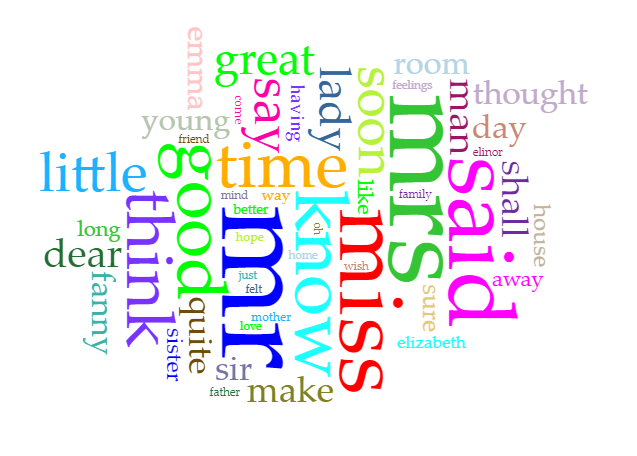 emma
great
room
feelings
lady
soon
say
having
come
man
thought
young
friend
day
mrs
good
time
elinor
said
shall
little
think
mind
way
like
family
better
know
mr
miss
long
hope
oh
house
dear
home
wish
away
fanny
just
felt
sure
quite
mother
love
sister
elizabeth
sir
father
make